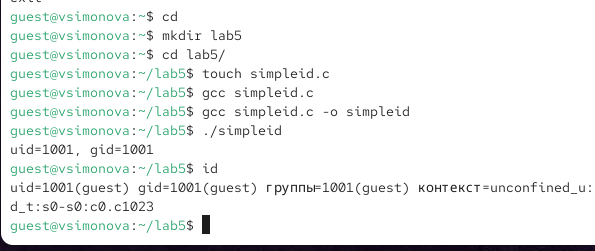 guest@vsimonova:~$ cd
guest@vsimonova:~$ mkdir lab5
guest@vsimonova:~$ cd lab5/
guest@vsimonova:~/lab5$ touch simpleid.c
guest@vsimonova:~/lab5$ gcc simpleid.c
guest@vsimonova:~/lab5$ gcc simpleid.c -o simpleid
guest@vsimonova:~/lab5$ ./simpleid
uid=1001, gid=1001
guest@vsimonova:~/lab5$ id
uid=1001(guest) gid=1001(guest) группы=1001(guest) контекст=unconfined_u:
d_t:s0-s0:c0.c1023
guest@vsimonova:~/lab5$